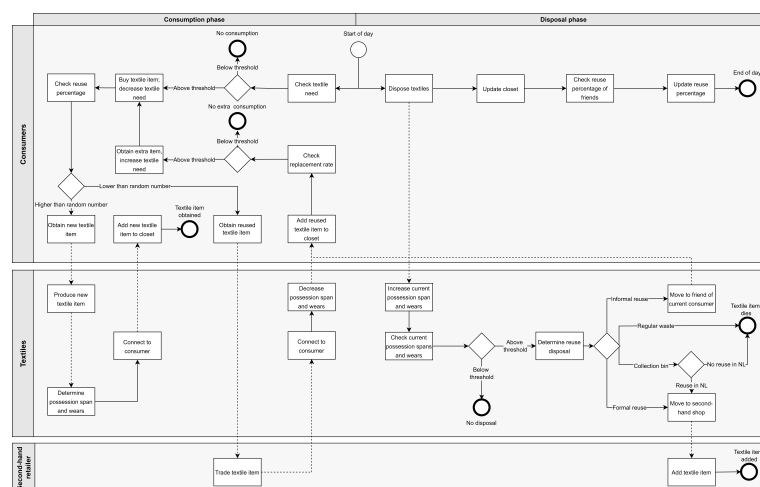 Consumption phase
Disposal phase
Consumers
No consumption
Start of day
Below threshold
End of day
Check reuse
percentage
Buy textile item;
decrease textile
need
Above threshold
Check textile
need
Dispose textiles
Update closet
Check reuse
percentage of
friends
Update reuse
percentage
No extra consumption
Below threshold
Obtain extra item,
increase textile
need
Above threshold
Check
replacement rate
Lower than random number
Higher than random number
Textile item
obtained
Obtain new textile
item
Add new textile
item to closet
Obtain reused
textile item
Add reused
textile item to
closet
Textiles
Produce new
textile item
Decrease
possession span
and wears
Increase current
possession span
and wears
Informal reuse
Move to friend of
current consumer
Textile item
dies
Regular waste
Connect to
consumer
Connect to
consumer
Check current
possession spans
and wears
Above
threshold
Determine reuse
disposal
Collection bin
No reuse in NL
Below
threshold
Reuse in NL
Determine
possession span
and wears
Formal reuse
Move to second-
hand shop
No disposal
Second-hand
retailer
Trade textile item
Add textile item
Textile item
added